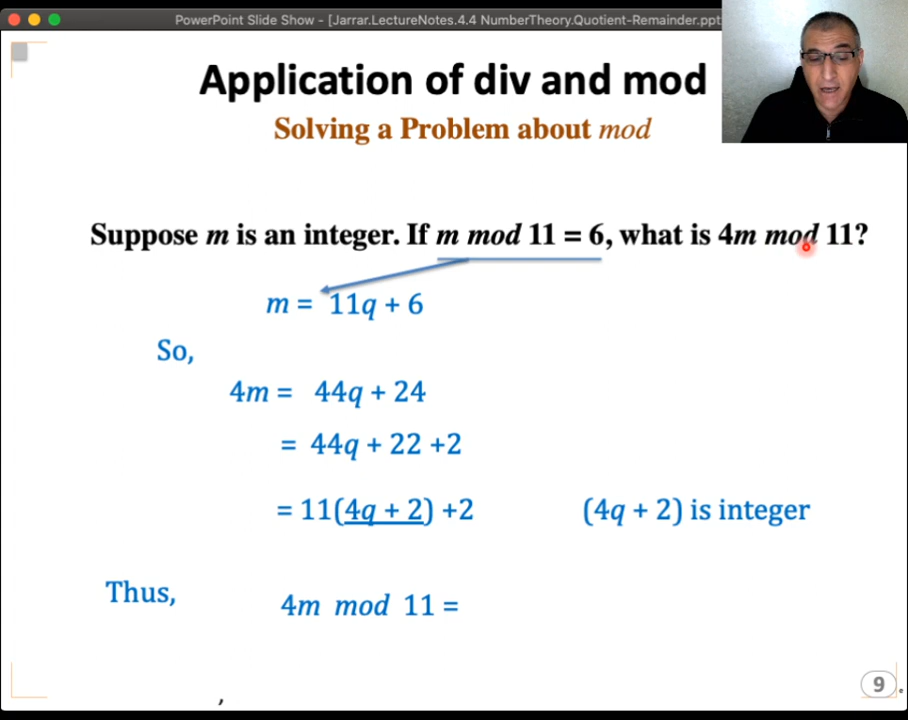 PowerPoint Slide Show - [Jarrar.LectureNotes.4.4 NumberTheory.Quotient-Remainder.ppt
Application of div and mod
Solving a Problem about mod
Suppose m is an integer. If m mod 11 = 6, what is 4m mod 11?
m = 11q + 6
So,
4m = 44q + 24
= 44q + 22 +2
= 11(4q + 2) +2 (4q + 2) is integer
Thus,
4m mod 11 =
9